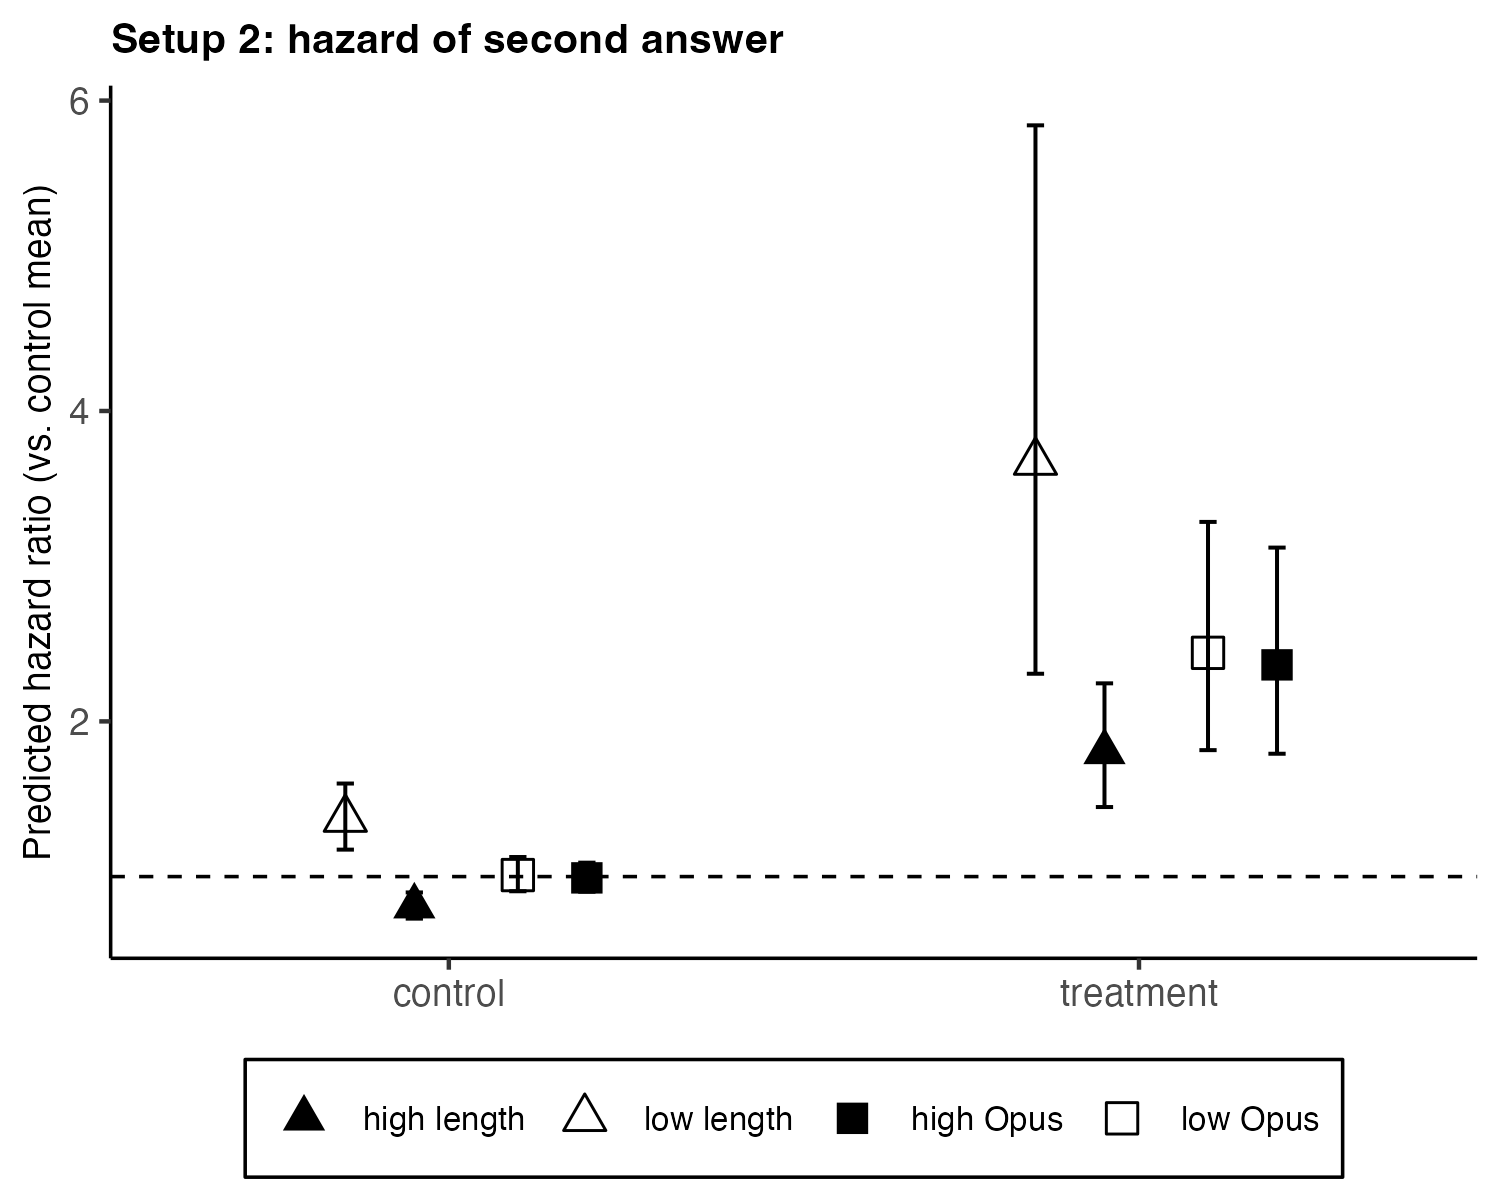 Setup 2: hazard of second answer
Predicted hazard ratio (vs. control mean)
6
4
2
control treatment
high length low length high Opus low Opus